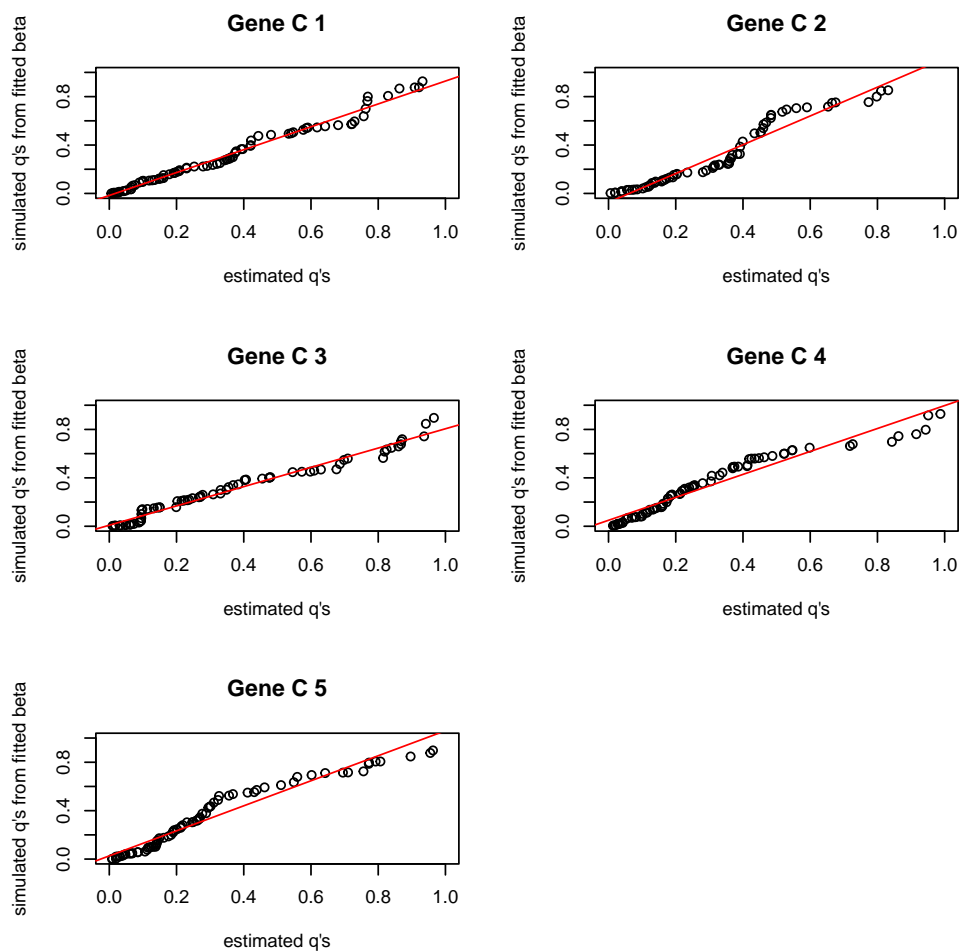 Gene C 1
simulated q's from fitted beta
0.0 0.4 0.8
0.0 0.2 0.4 0.6 0.8 1.0
estimated q's
Gene C 2
simulated q's from fitted beta
0.0 0.4 0.8
0.0 0.2 0.4 0.6 0.8 1.0
estimated q's
Gene C 3
simulated q's from fitted beta
0.0 0.4 0.8
0.0 0.2 0.4 0.6 0.8 1.0
estimated q's
Gene C 4
simulated q's from fitted beta
0.0 0.4 0.8
0.0 0.2 0.4 0.6 0.8 1.0
estimated q's
Gene C 5
simulated q's from fitted beta
0.0 0.4 0.8
0.0 0.2 0.4 0.6 0.8 1.0
estimated q's